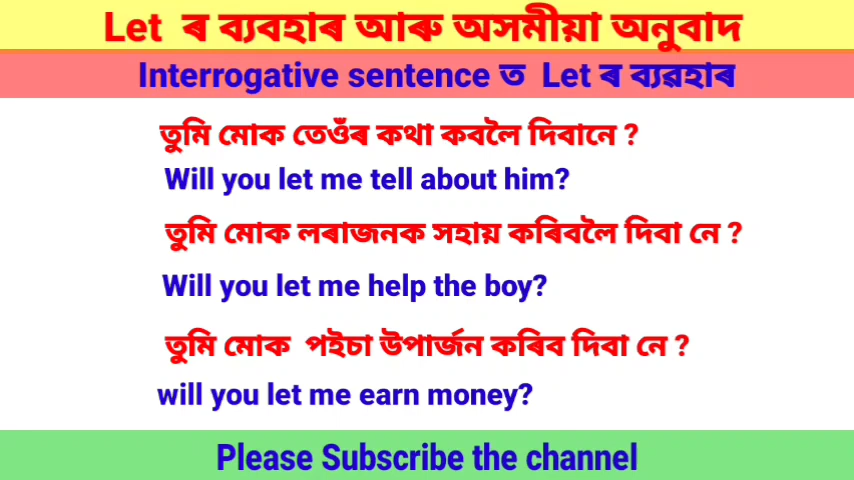 Let ৰ ব্যবহাৰ আৰু অসমীয়া অনুবাদ
Interrogative sentence ত Let ৰ ব্যৱহাৰ
তুমি মোক তেওঁৰ কথা কবলৈ দিবানে ?
Will you let me tell about him?
তুমি মোক লৰাজনক সহায় কৰিবলৈ দিবা নে ?
Will you let me help the boy?
তুমি মোক পইচা উপাৰ্জন কৰিব দিবা নে ?
will you let me earn money?
Please Subscribe the channel